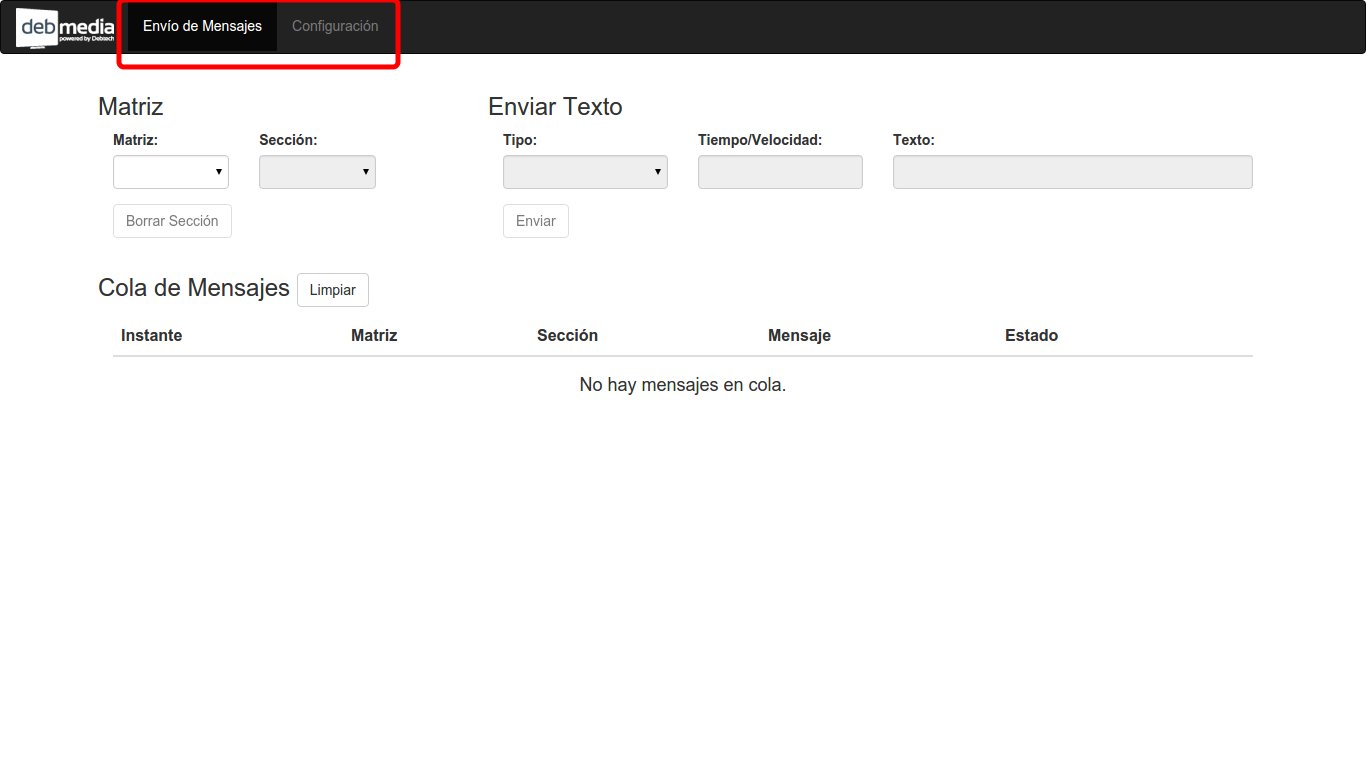 debmedia
powered by Debtech
Envío de Mensajes Configuración
Matriz Enviar Texto
Matriz: Sección: Tipo: Tiempo/Velocidad: Texto:
Borrar Sección Enviar
Cola de Mensajes Limpiar
Instante Matriz Sección Mensaje Estado
No hay mensajes en cola.